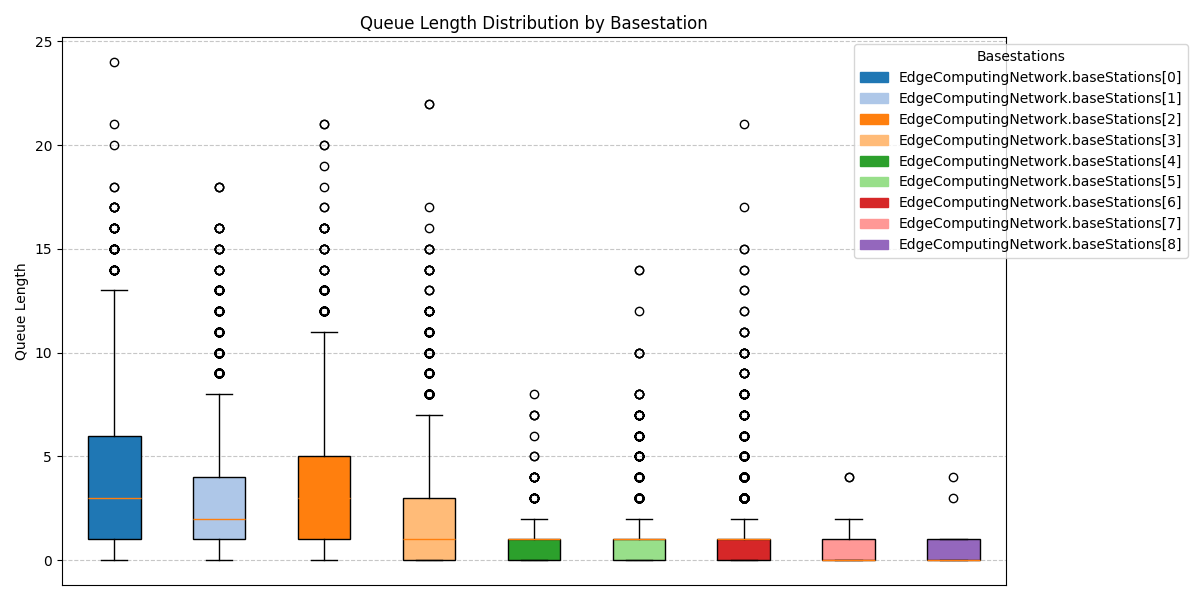 Queue Length Distribution by Basestation
Queue Length
25
20
15
10
5
0
Basestations
EdgeComputingNetwork.baseStations[0]
EdgeComputingNetwork.baseStations[1]
EdgeComputingNetwork.baseStations[2]
EdgeComputingNetwork.baseStations[3]
EdgeComputingNetwork.baseStations[4]
EdgeComputingNetwork.baseStations[5]
EdgeComputingNetwork.baseStations[6]
EdgeComputingNetwork.baseStations[7]
EdgeComputingNetwork.baseStations[8]